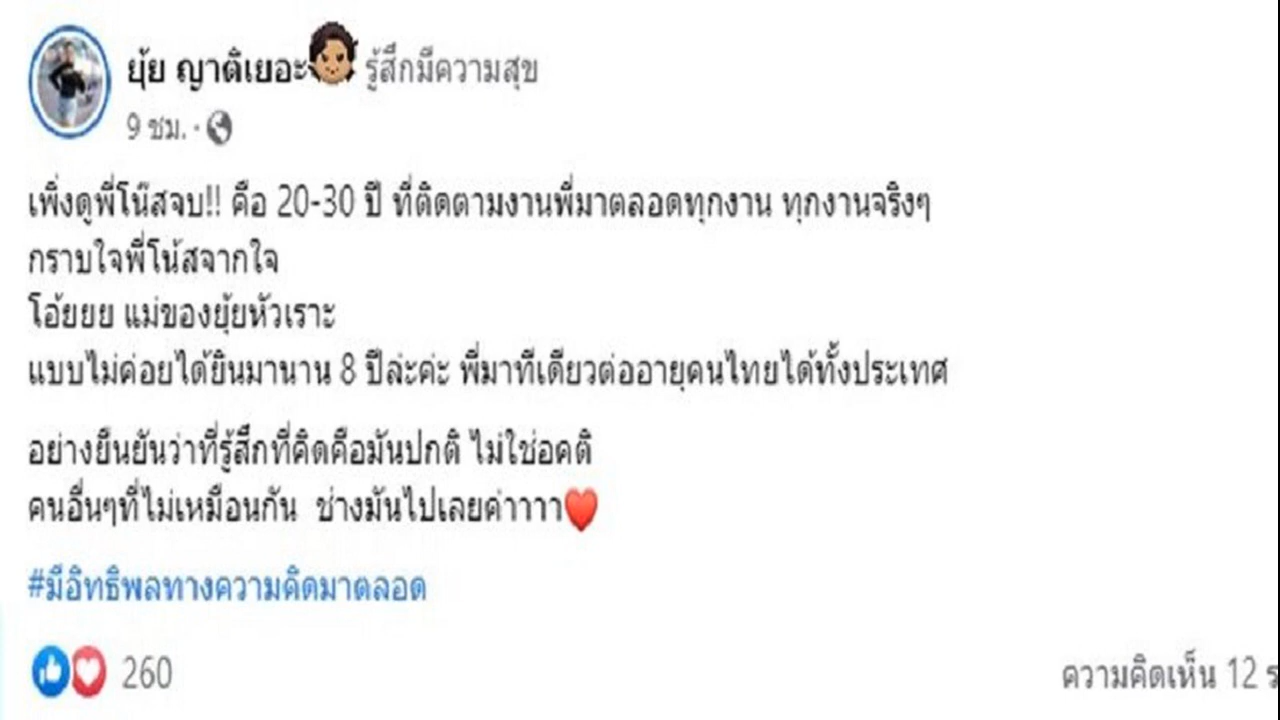 ยุ้ย ญาติเยอะ รู้สึกมีความสุข
9 ชม. ·
เพิ่งดูพี่โน๊สจบ!! คือ 20-30 ปี ที่ติดตามงานพี่มาตลอดทุกงาน ทุกงานจริงๆ
กราบใจพี่โน้สจากใจ
โอ้ยยย แม่ของยุ้ยหัวเราะ
แบบไม่ค่อยได้ยินมานาน 8 ปีล่ะค่ะ พี่มาทีเดียวต่ออายุคนไทยได้ทั้งประเทศ
อย่างยืนยันว่าที่รู้สึกที่คิดคือมันปกติ ไม่ใช่อคติ
คนอื่นๆที่ไม่เหมือนกัน ช่างมันไปเลยค่าาาา❤️
#มีอิทธิพลทางความคิดมาตลอด
260
ความคิดเห็น 12 ร